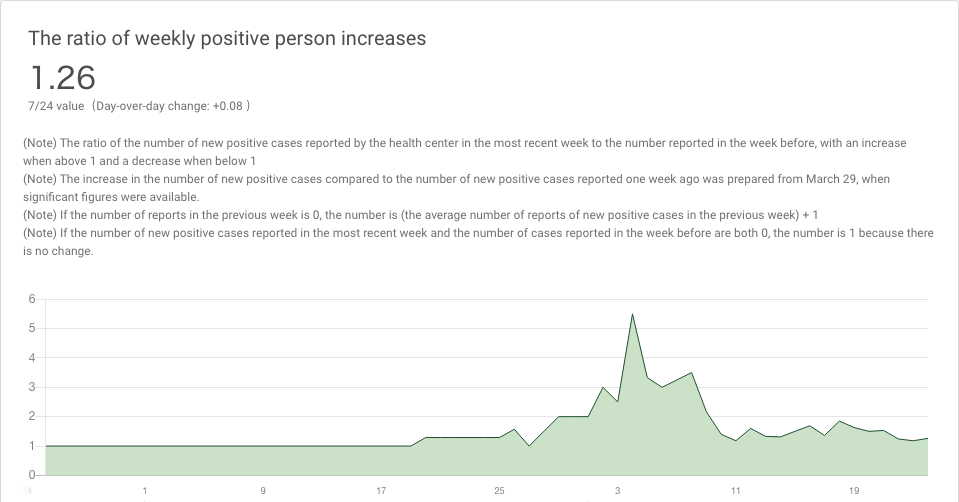 The ratio of weekly positive person increases
1.26
7/24 value （Day-over-day change: +0.08 ）
(Note) The ratio of the number of new positive cases reported by the health center in the most recent week to the number reported in the week before, with an increase
when above 1 and a decrease when below 1
(Note) The increase in the number of new positive cases compared to the number of new positive cases reported one week ago was prepared from March 29, when
significant figures were available.
(Note) If the number of reports in the previous week is 0, the number is (the average number of reports of new positive cases in the previous week) + 1
(Note) If the number of new positive cases reported in the most recent week and the number of cases reported in the week before are both 0, the number is 1 because there
is no change.
6
5
4
3
2
1
0
4 1 9 17 25 3 11 19